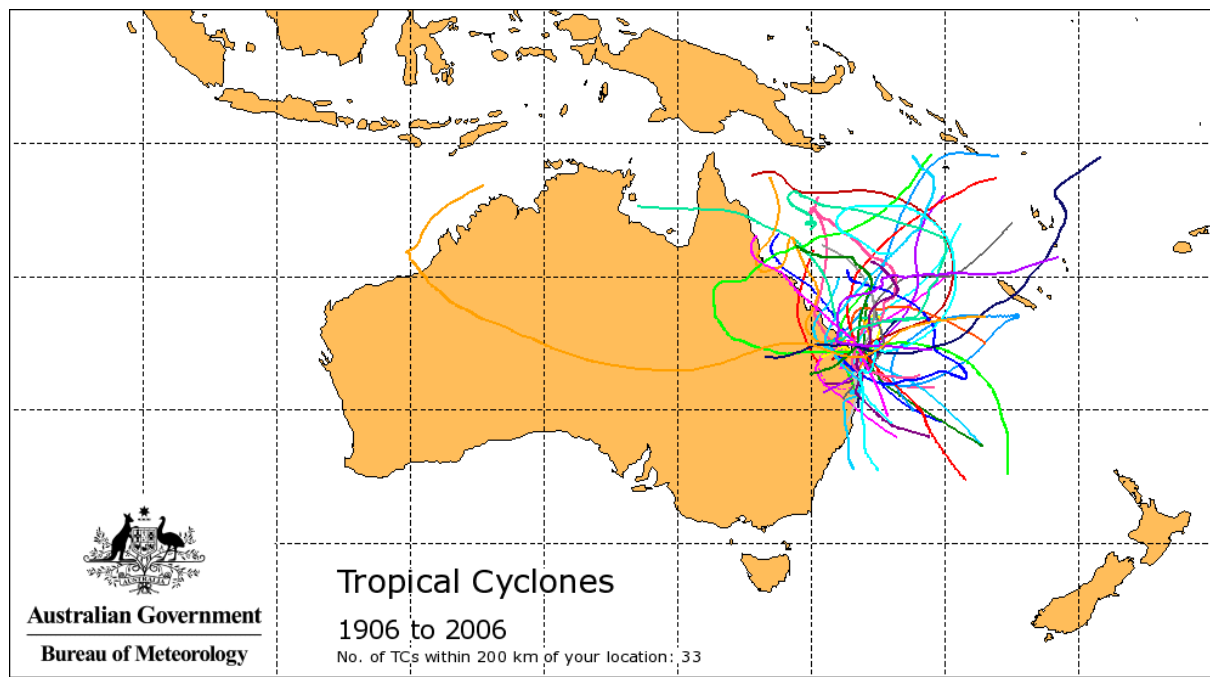 AUSTRALIA
Australian Government
Bureau of Meteorology
Tropical Cyclones
1906 to 2006
No. of TCs within 200 km of your location: 33